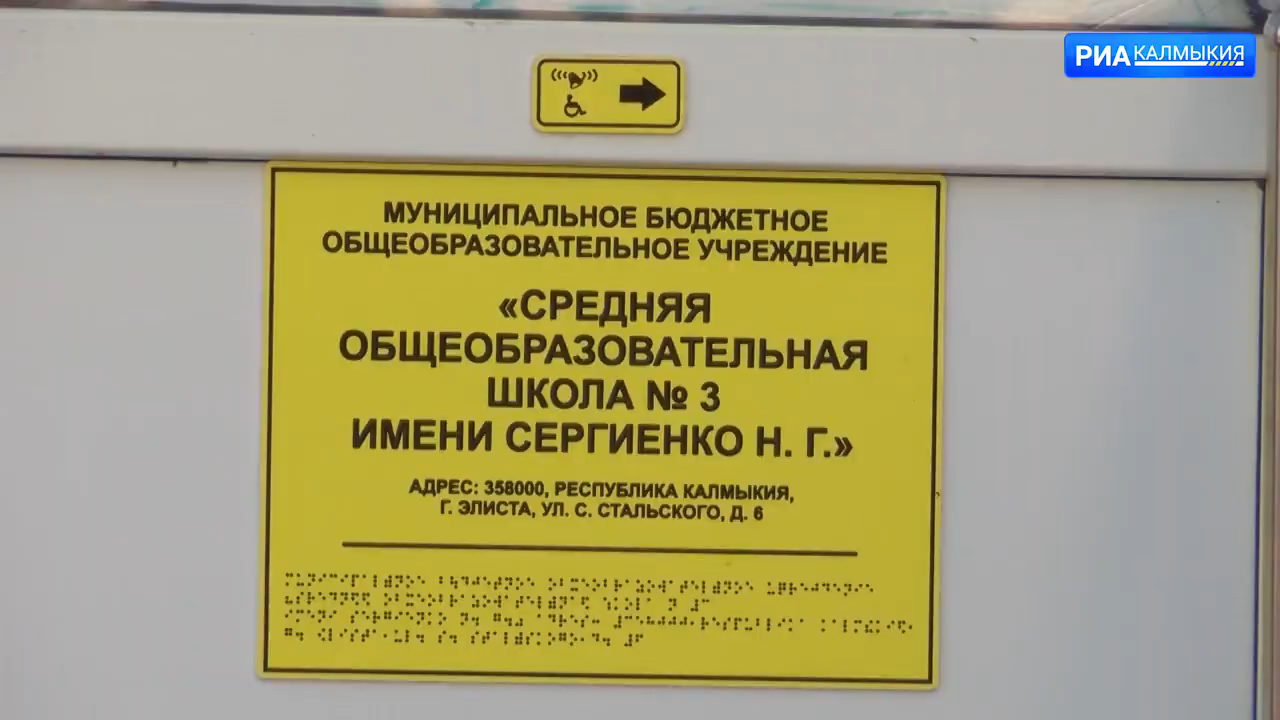 РИА КАЛМЫКИЯ
МУНИЦИПАЛЬНОЕ БЮДЖЕТНОЕ
ОБЩЕОБРАЗОВАТЕЛЬНОЕ УЧРЕЖДЕНИЕ
«СРЕДНЯЯ
ОБЩЕОБРАЗОВАТЕЛЬНАЯ
ШКОЛА № 3
ИМЕНИ СЕРГИЕНКО Н. Г.»
АДРЕС: 358000, РЕСПУБЛИКА КАЛМЫКИЯ,
Г. ЭЛИСТА, УЛ. С. СТАЛЬСКОГО, Д. 6